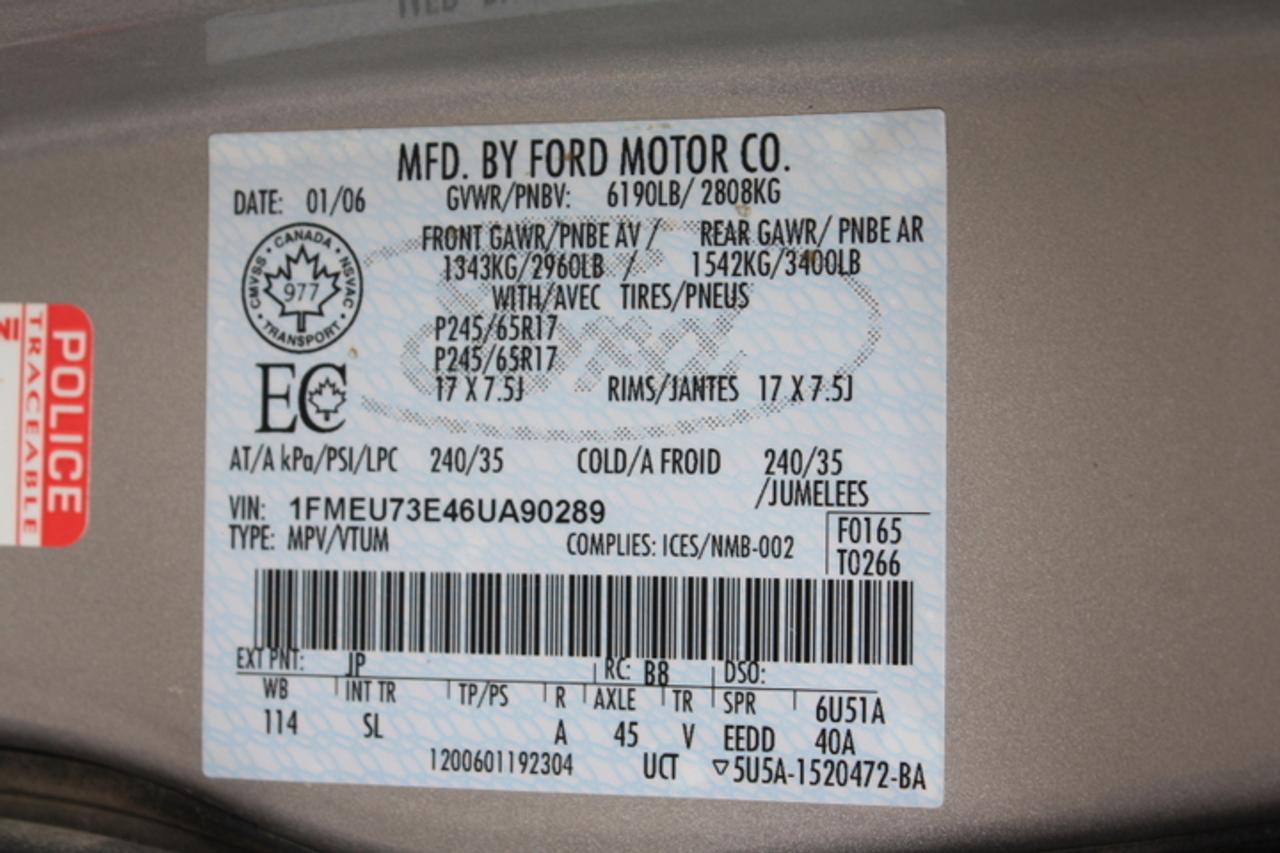 MFD. BY FORD MOTOR CO.
DATE: 01/06 GVWR/PNBV: 6190LB/ 2808KG
FRONT GAWR/PNBE AV / REAR GAWR/ PNBE AR
1343KG/2960LB / 1542KG/3400LB
WITH/AVEC TIRES/PNEUS
P245/65R17
P245/65R17
17 X 7.5J RIMS/JANTES 17 X 7.5J
CANADA
CMVSS • NSVAC
977
TRANSPORT
EC
AT/A kPa/PSI/LPC 240/35 COLD/A FROID 240/35
/JUMELEES
VIN: 1FMEU73E46UA90289
TYPE: MPV/VTUM COMPLIES: ICES/NMB-002
F0165
T0266
EXT PNT: JP RC: B8 DSO:
WB INT TR TP/PS R AXLE TR SPR 6U51A
114 SL A 45 V EEDD 40A
1200601192304 UCT ▽5U5A-1520472-BA
POLICE
TRACEABLE